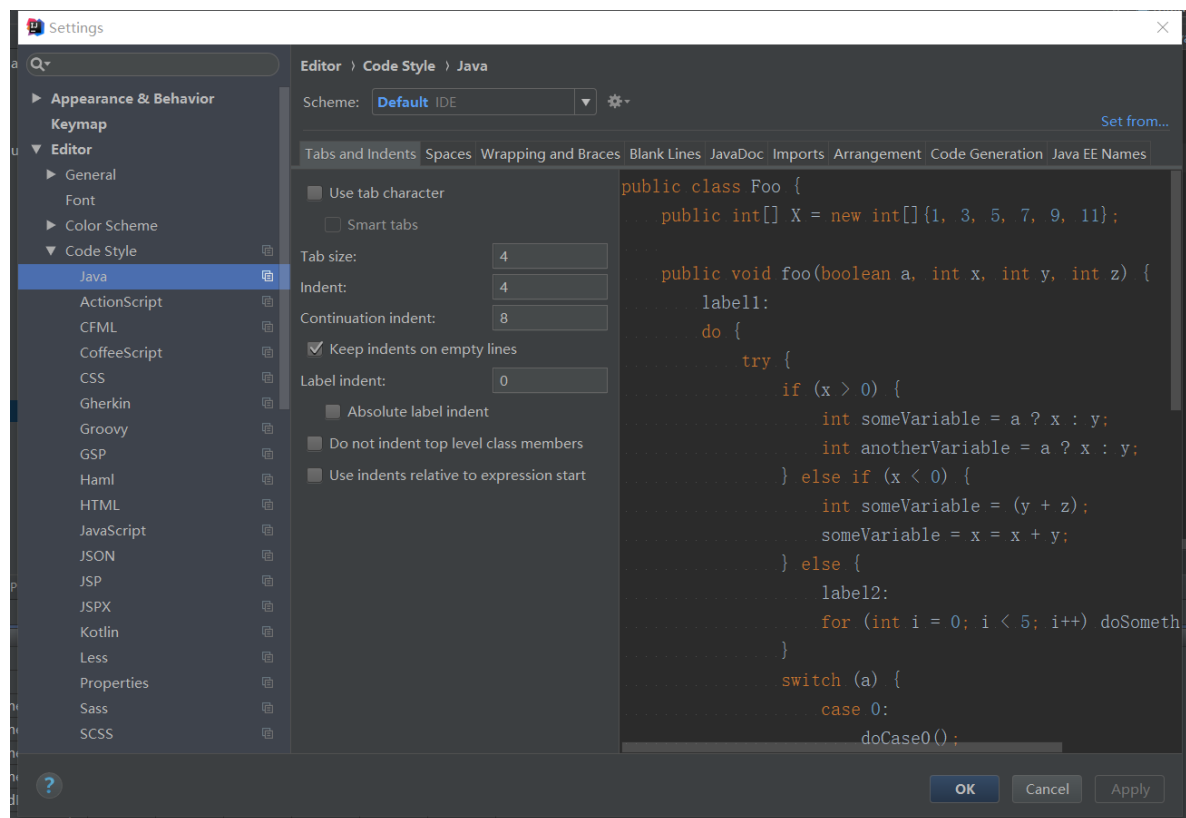 Settings
Editor › Code Style › Java
Scheme: Default IDE
Set from...
Appearance & Behavior
Keymap
Editor
General
Font
Color Scheme
Code Style
Java
ActionScript
CFML
CoffeeScript
CSS
Gherkin
Groovy
GSP
Haml
HTML
JavaScript
JSON
JSP
JSPX
Kotlin
Less
Properties
Sass
SCSS
Tabs and Indents Spaces Wrapping and Braces Blank Lines JavaDoc Imports Arrangement Code Generation Java EE Names
Use tab character
Smart tabs
Tab size: 4
Indent: 4
Continuation indent: 8
Keep indents on empty lines
Label indent: 0
Absolute label indent
Do not indent top level class members
Use indents relative to expression start
public class Foo {
public int[] X = new int[]{1, 3, 5, 7, 9, 11};
public void foo(boolean a, int x, int y, int z) {
label1:
do {
try {
if (x > 0) {
int someVariable = a ? x : y;
int anotherVariable = a ? x : y;
} else if (x < 0) {
int someVariable = (y + z);
someVariable = x = x + y;
} else {
label2:
for (int i = 0; i < 5; i++) doSometh
}
switch (a) {
case 0:
doCase0();
?
OK Cancel Apply